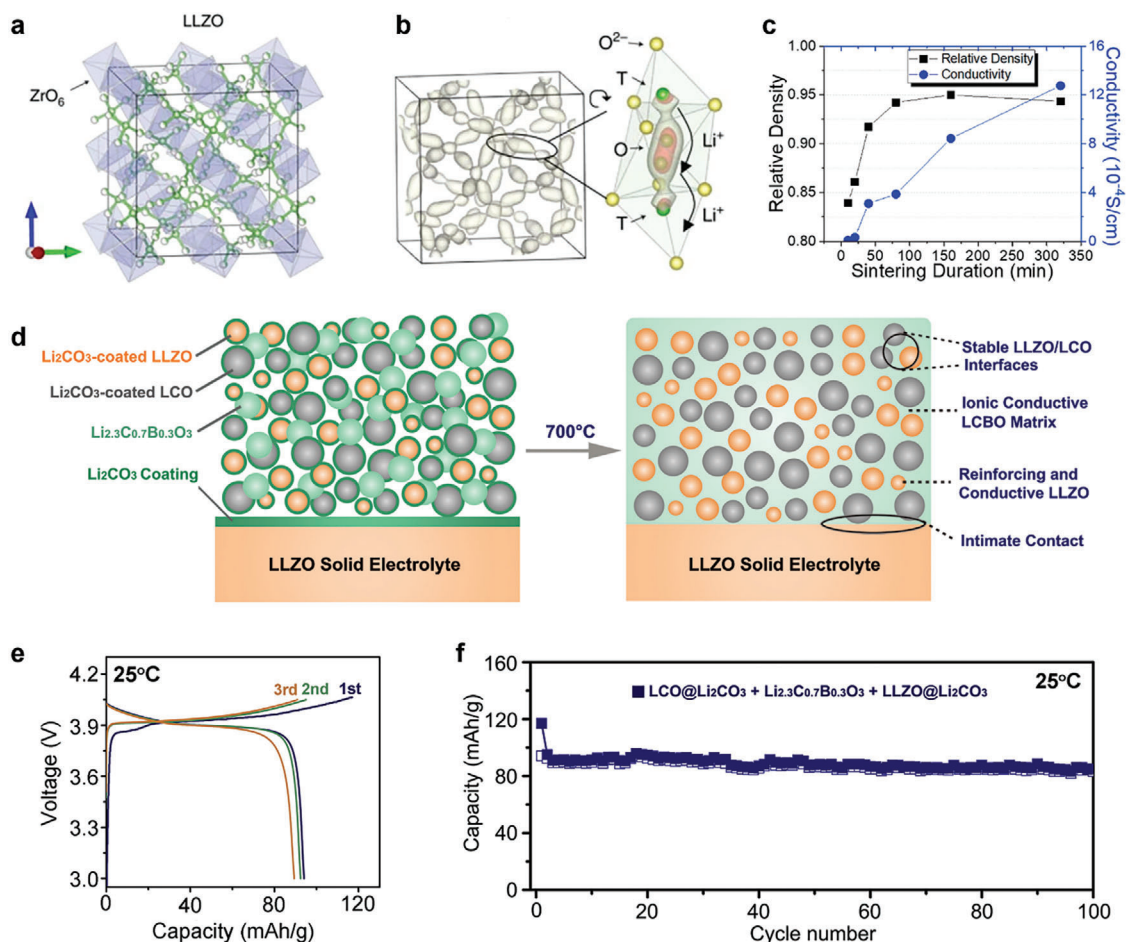 a
LLZO
ZrO₆
b
O²⁻
T
O
T
Li⁺
Li⁺
c
Relative Density
Conductivity
1.00
0.95
0.90
0.85
0.80
Relative Density
16
12
8
4
0
Conductivity (10⁻⁴S/cm)
0 50 100 150 200 250 300 350
Sintering Duration (min)
d
Li₂CO₃-coated LLZO
Li₂CO₃-coated LCO
Li₂.₃C₀.₇B₀.₃O₃
Li₂CO₃ Coating
LLZO Solid Electrolyte
700°C
Stable LLZO/LCO
Interfaces
Ionic Conductive
LCBO Matrix
Reinforcing and
Conductive LLZO
Intimate Contact
LLZO Solid Electrolyte
e
25°C
3rd 2nd 1st
4.2
3.9
3.6
3.3
3.0
Voltage (V)
0 40 80 120
Capacity (mAh/g)
f
LCO@Li₂CO₃ + Li₂.₃C₀.₇B₀.₃O₃ + LLZO@Li₂CO₃
25°C
160
120
80
40
0
Capacity (mAh/g)
0 20 40 60 80 100
Cycle number